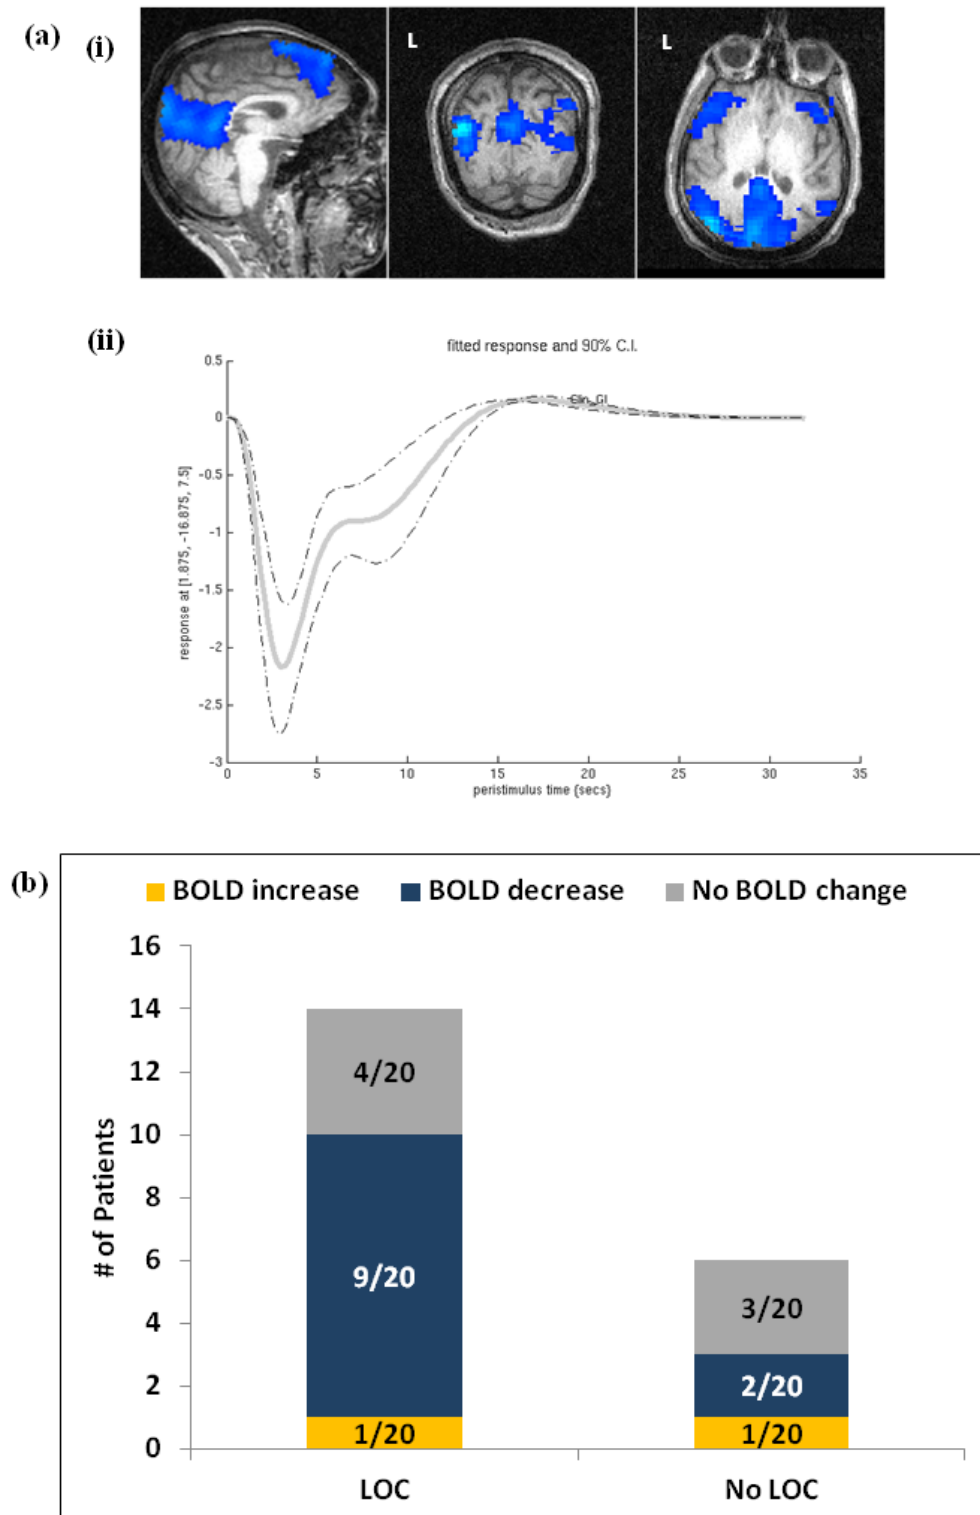 (a)
(i)
L
L
(ii)
fitted response and 90% C.I.
0.5
0
-0.5
-1
-1.5
-2
-2.5
-3
response at [1.875, -16.875, 7.5]
Clin_GI
0 5 10 15 20 25 30 35
peristimulus time (secs)
(b)
BOLD increase BOLD decrease No BOLD change
16
14
12
10
8
6
4
2
0
# of Patients
4/20
9/20
1/20
3/20
2/20
1/20
LOC No LOC